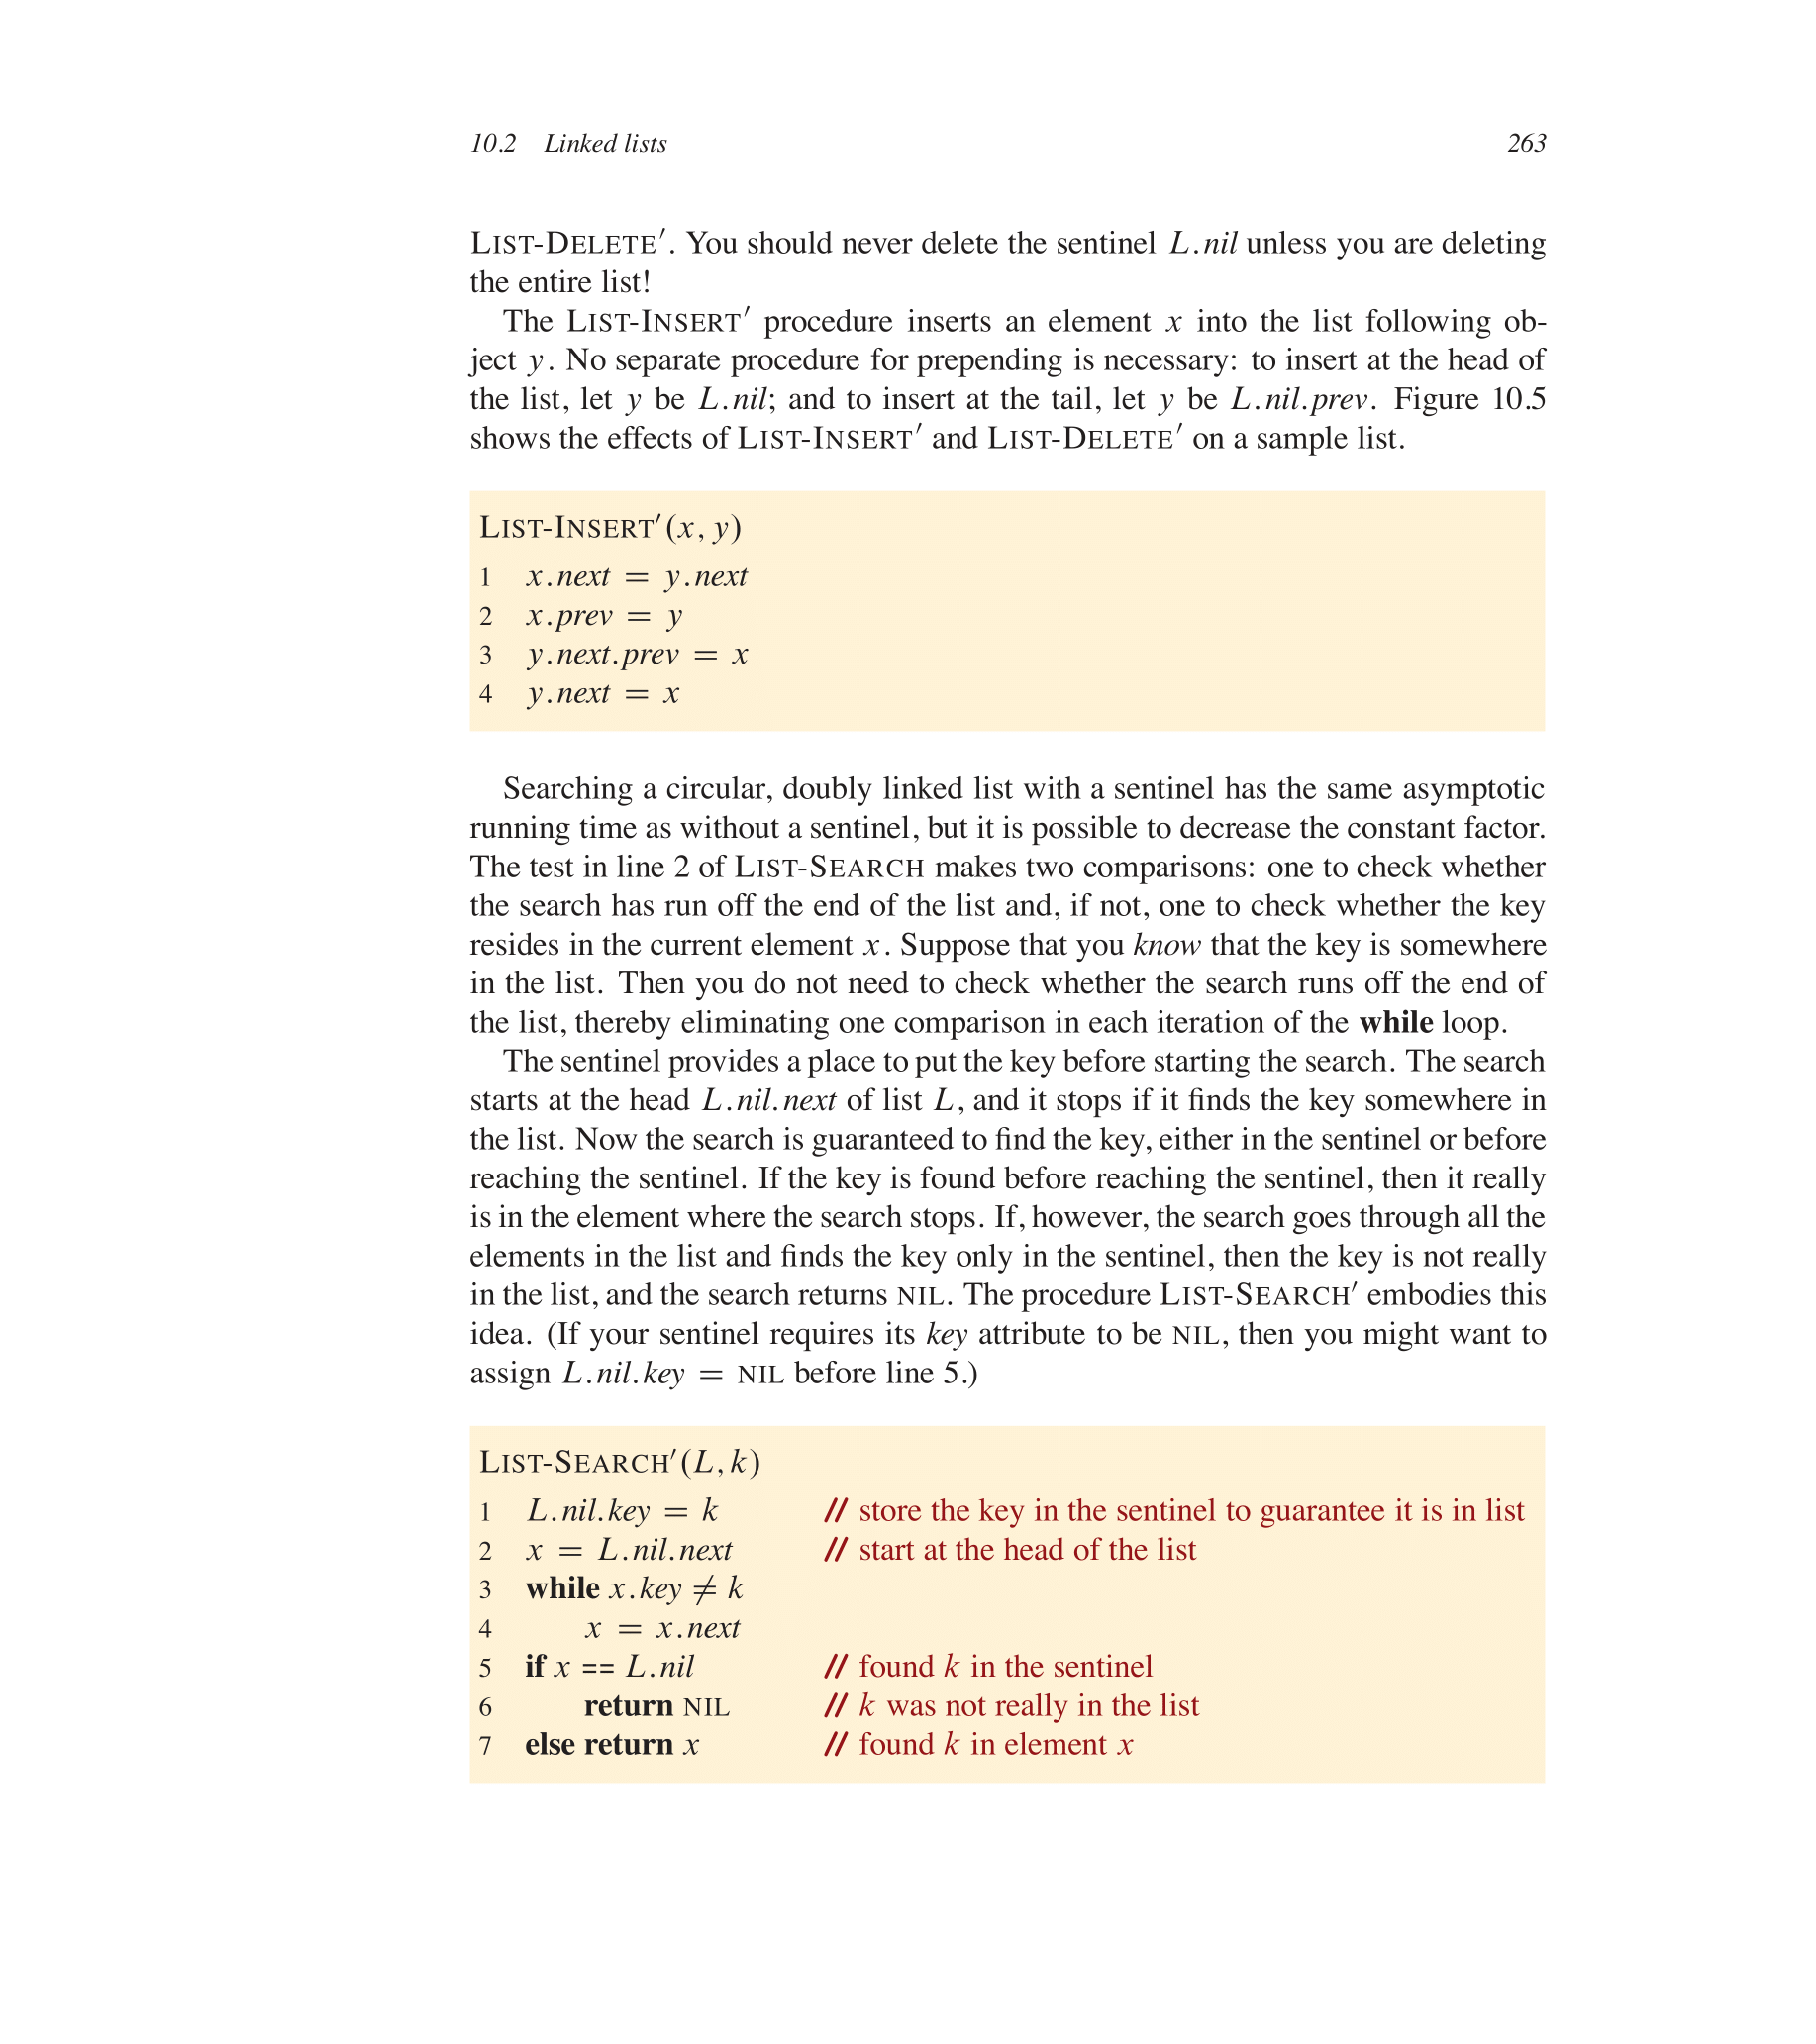 10.2 Linked lists 263
LIST-DELETE′. You should never delete the sentinel L.nil unless you are deleting
the entire list!
The LIST-INSERT′ procedure inserts an element x into the list following ob-
ject y. No separate procedure for prepending is necessary: to insert at the head of
the list, let y be L.nil; and to insert at the tail, let y be L.nil.prev. Figure 10.5
shows the effects of LIST-INSERT′ and LIST-DELETE′ on a sample list.
LIST-INSERT′(x, y)
1 x.next = y.next
2 x.prev = y
3 y.next.prev = x
4 y.next = x
Searching a circular, doubly linked list with a sentinel has the same asymptotic
running time as without a sentinel, but it is possible to decrease the constant factor.
The test in line 2 of LIST-SEARCH makes two comparisons: one to check whether
the search has run off the end of the list and, if not, one to check whether the key
resides in the current element x. Suppose that you know that the key is somewhere
in the list. Then you do not need to check whether the search runs off the end of
the list, thereby eliminating one comparison in each iteration of the while loop.
The sentinel provides a place to put the key before starting the search. The search
starts at the head L.nil.next of list L, and it stops if it finds the key somewhere in
the list. Now the search is guaranteed to find the key, either in the sentinel or before
reaching the sentinel. If the key is found before reaching the sentinel, then it really
is in the element where the search stops. If, however, the search goes through all the
elements in the list and finds the key only in the sentinel, then the key is not really
in the list, and the search returns NIL. The procedure LIST-SEARCH′ embodies this
idea. (If your sentinel requires its key attribute to be NIL, then you might want to
assign L.nil.key = NIL before line 5.)
LIST-SEARCH′(L, k)
1 L.nil.key = k // store the key in the sentinel to guarantee it is in list
2 x = L.nil.next // start at the head of the list
3 while x.key ≠ k
4 x = x.next
5 if x == L.nil // found k in the sentinel
6 return NIL // k was not really in the list
7 else return x // found k in element x